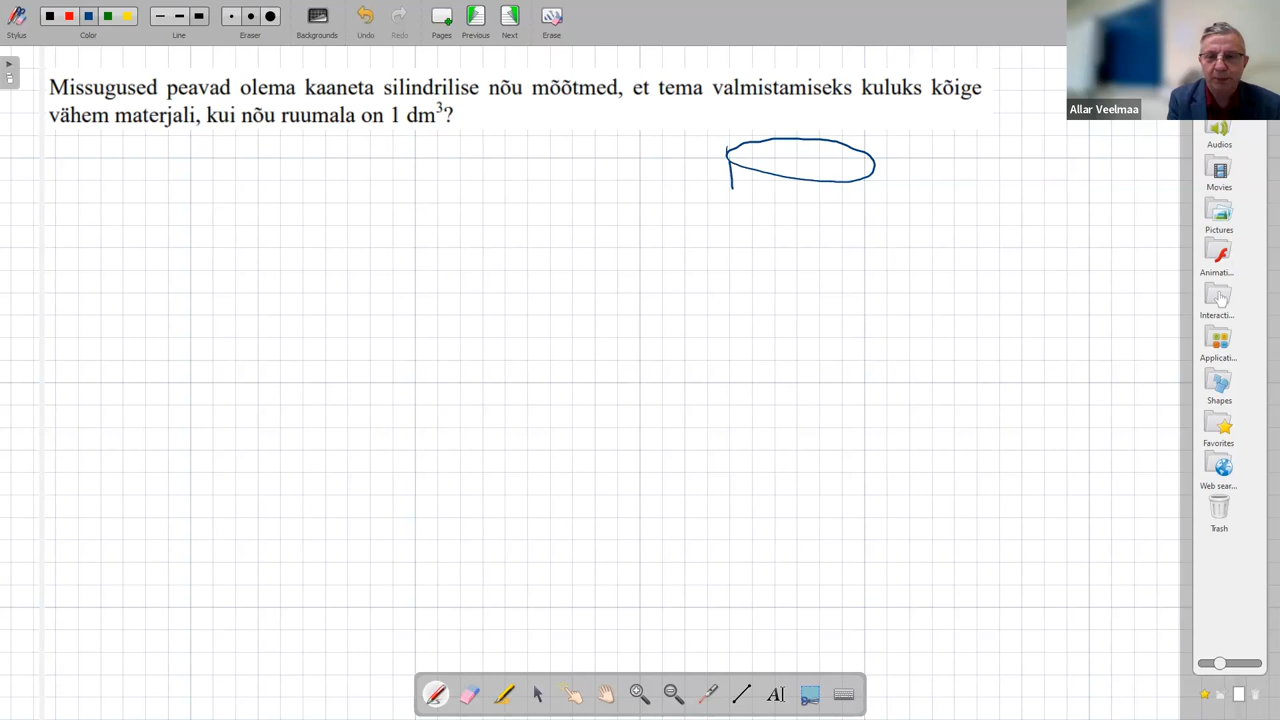 Stylus
Color
Line
Eraser
Backgrounds
Undo
Redo
Pages
Previous
Next
Erase
Allar Veelmaa
Missugused peavad olema kaaneta silindrilise nõu mõõtmed, et tema valmistamiseks kuluks kõige
vähem materjali, kui nõu ruumala on 1 dm³?
Audios
Movies
Pictures
Animati...
Interacti...
Applicati...
Shapes
Favorites
Web sear...
Trash